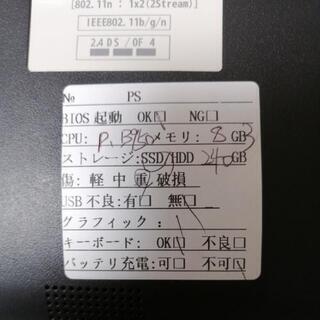 [802.11n : 1x2(2Stream)]
IEEE802.11b/g/n
2.4 DS / OF 4
№ PS
BIOS 起動 OK□ NG□
CPU: P. B960 メモリ: 8 GB
ストレージ:SSD/HDD 240GB
傷: 軽 中 重 破損
USB 不良:有□ 無□
グラフィック:
キーボード: OK□ 不良□
バッテリ充電:可□ 不可□